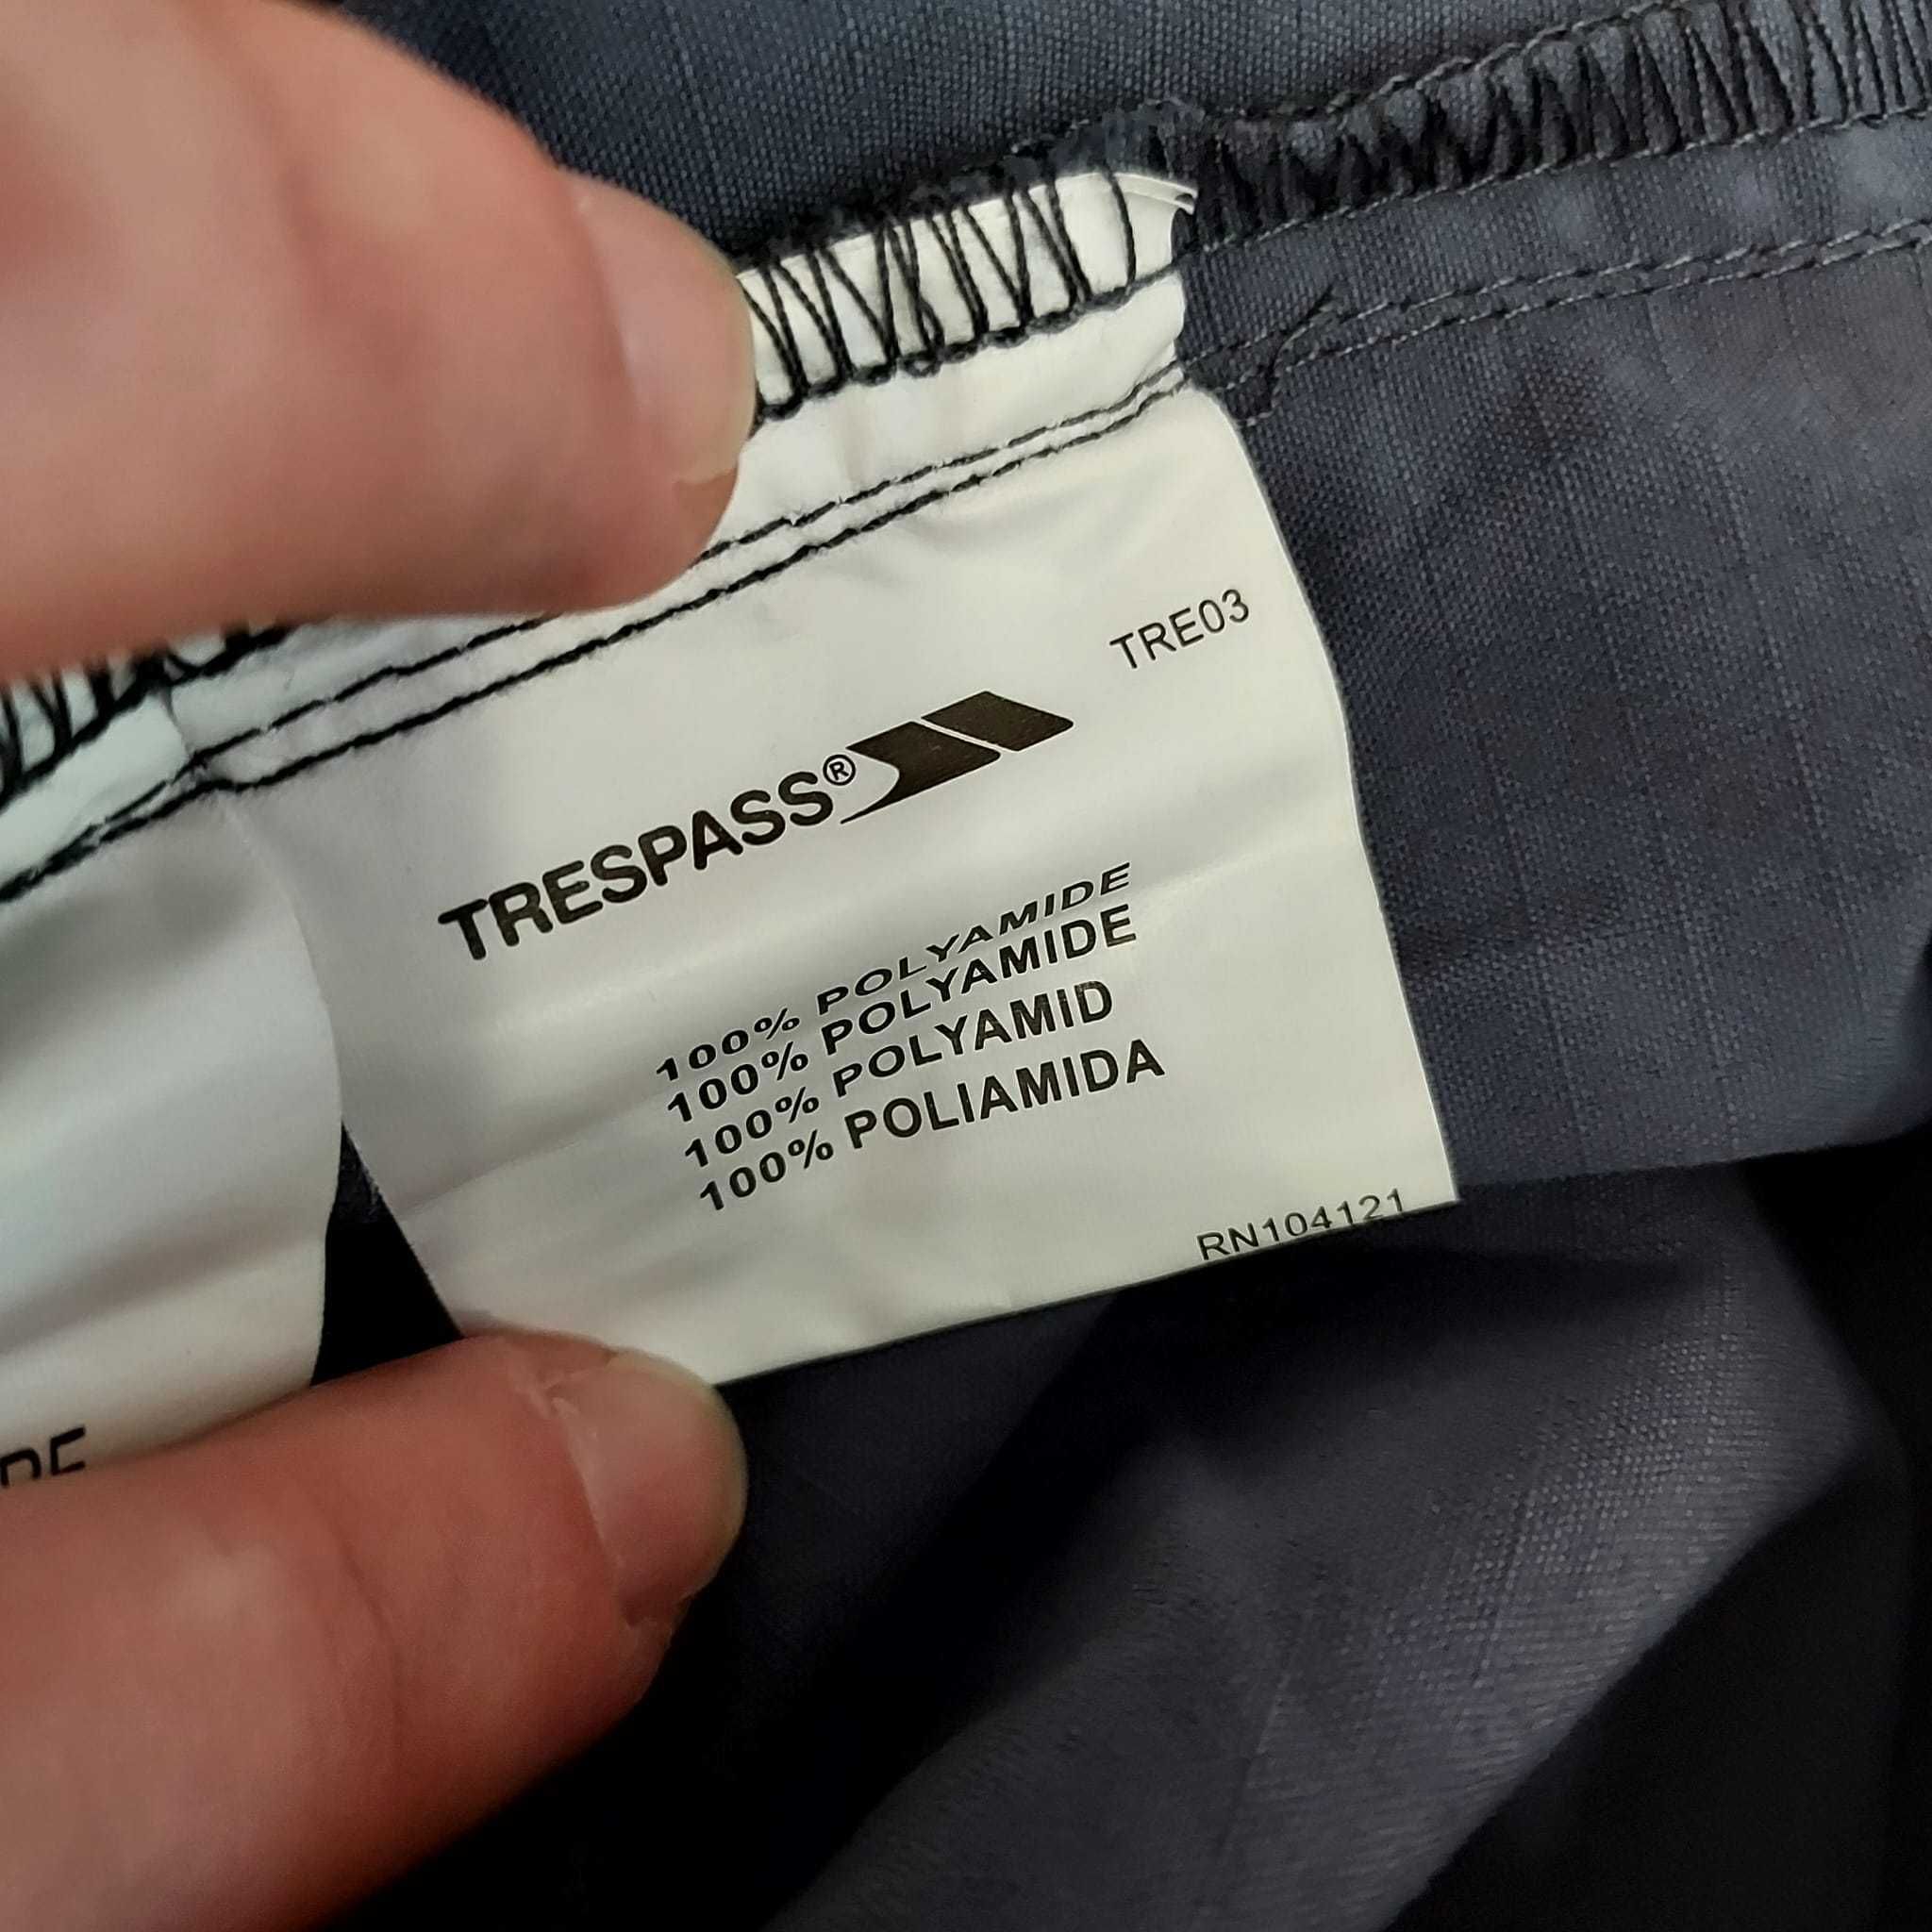 TRE03
TRESPASS®
100% POLYAMIDE
100% POLYAMIDE
100% POLYAMID
100% POLIAMIDA
RN104121